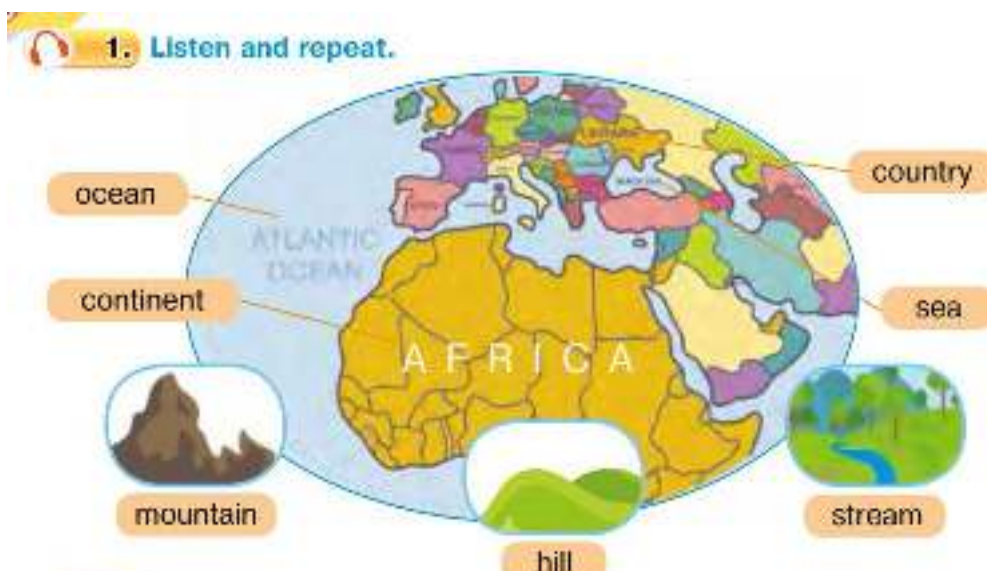 1. Listen and repeat.
country
ocean
ATLANTIC
OCEAN
continent
sea
AFRICA
mountain
stream
hill